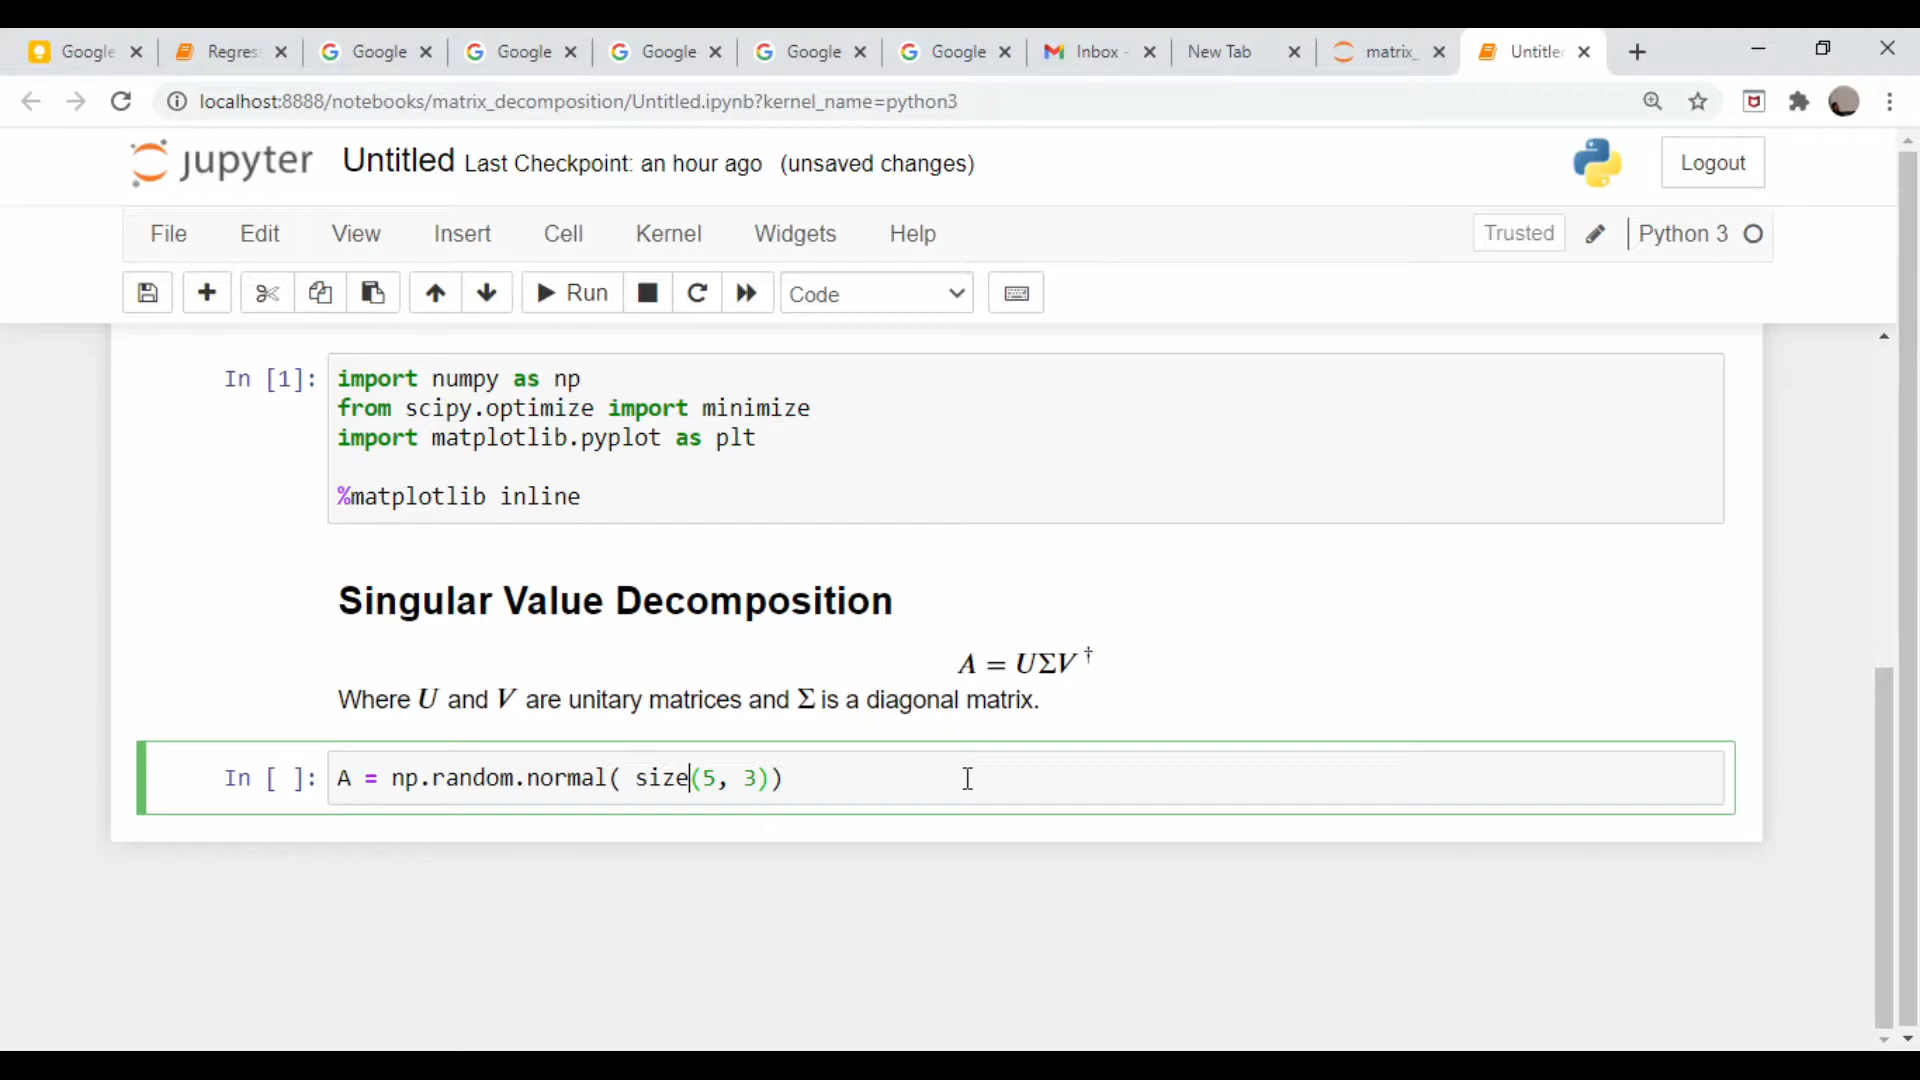 Google
Regres
Google
Google
Google
Google
Google
Inbox -
New Tab
matrix_
Untitled
localhost:8888/notebooks/matrix_decomposition/Untitled.ipynb?kernel_name=python3
jupyter Untitled Last Checkpoint: an hour ago (unsaved changes)
Logout
File Edit View Insert Cell Kernel Widgets Help
Trusted
Python 3
Run
Code
In [1]: import numpy as np
from scipy.optimize import minimize
import matplotlib.pyplot as plt
%matplotlib inline
Singular Value Decomposition
A = UΣV†
Where U and V are unitary matrices and Σ is a diagonal matrix.
In [ ]: A = np.random.normal( size(5, 3))